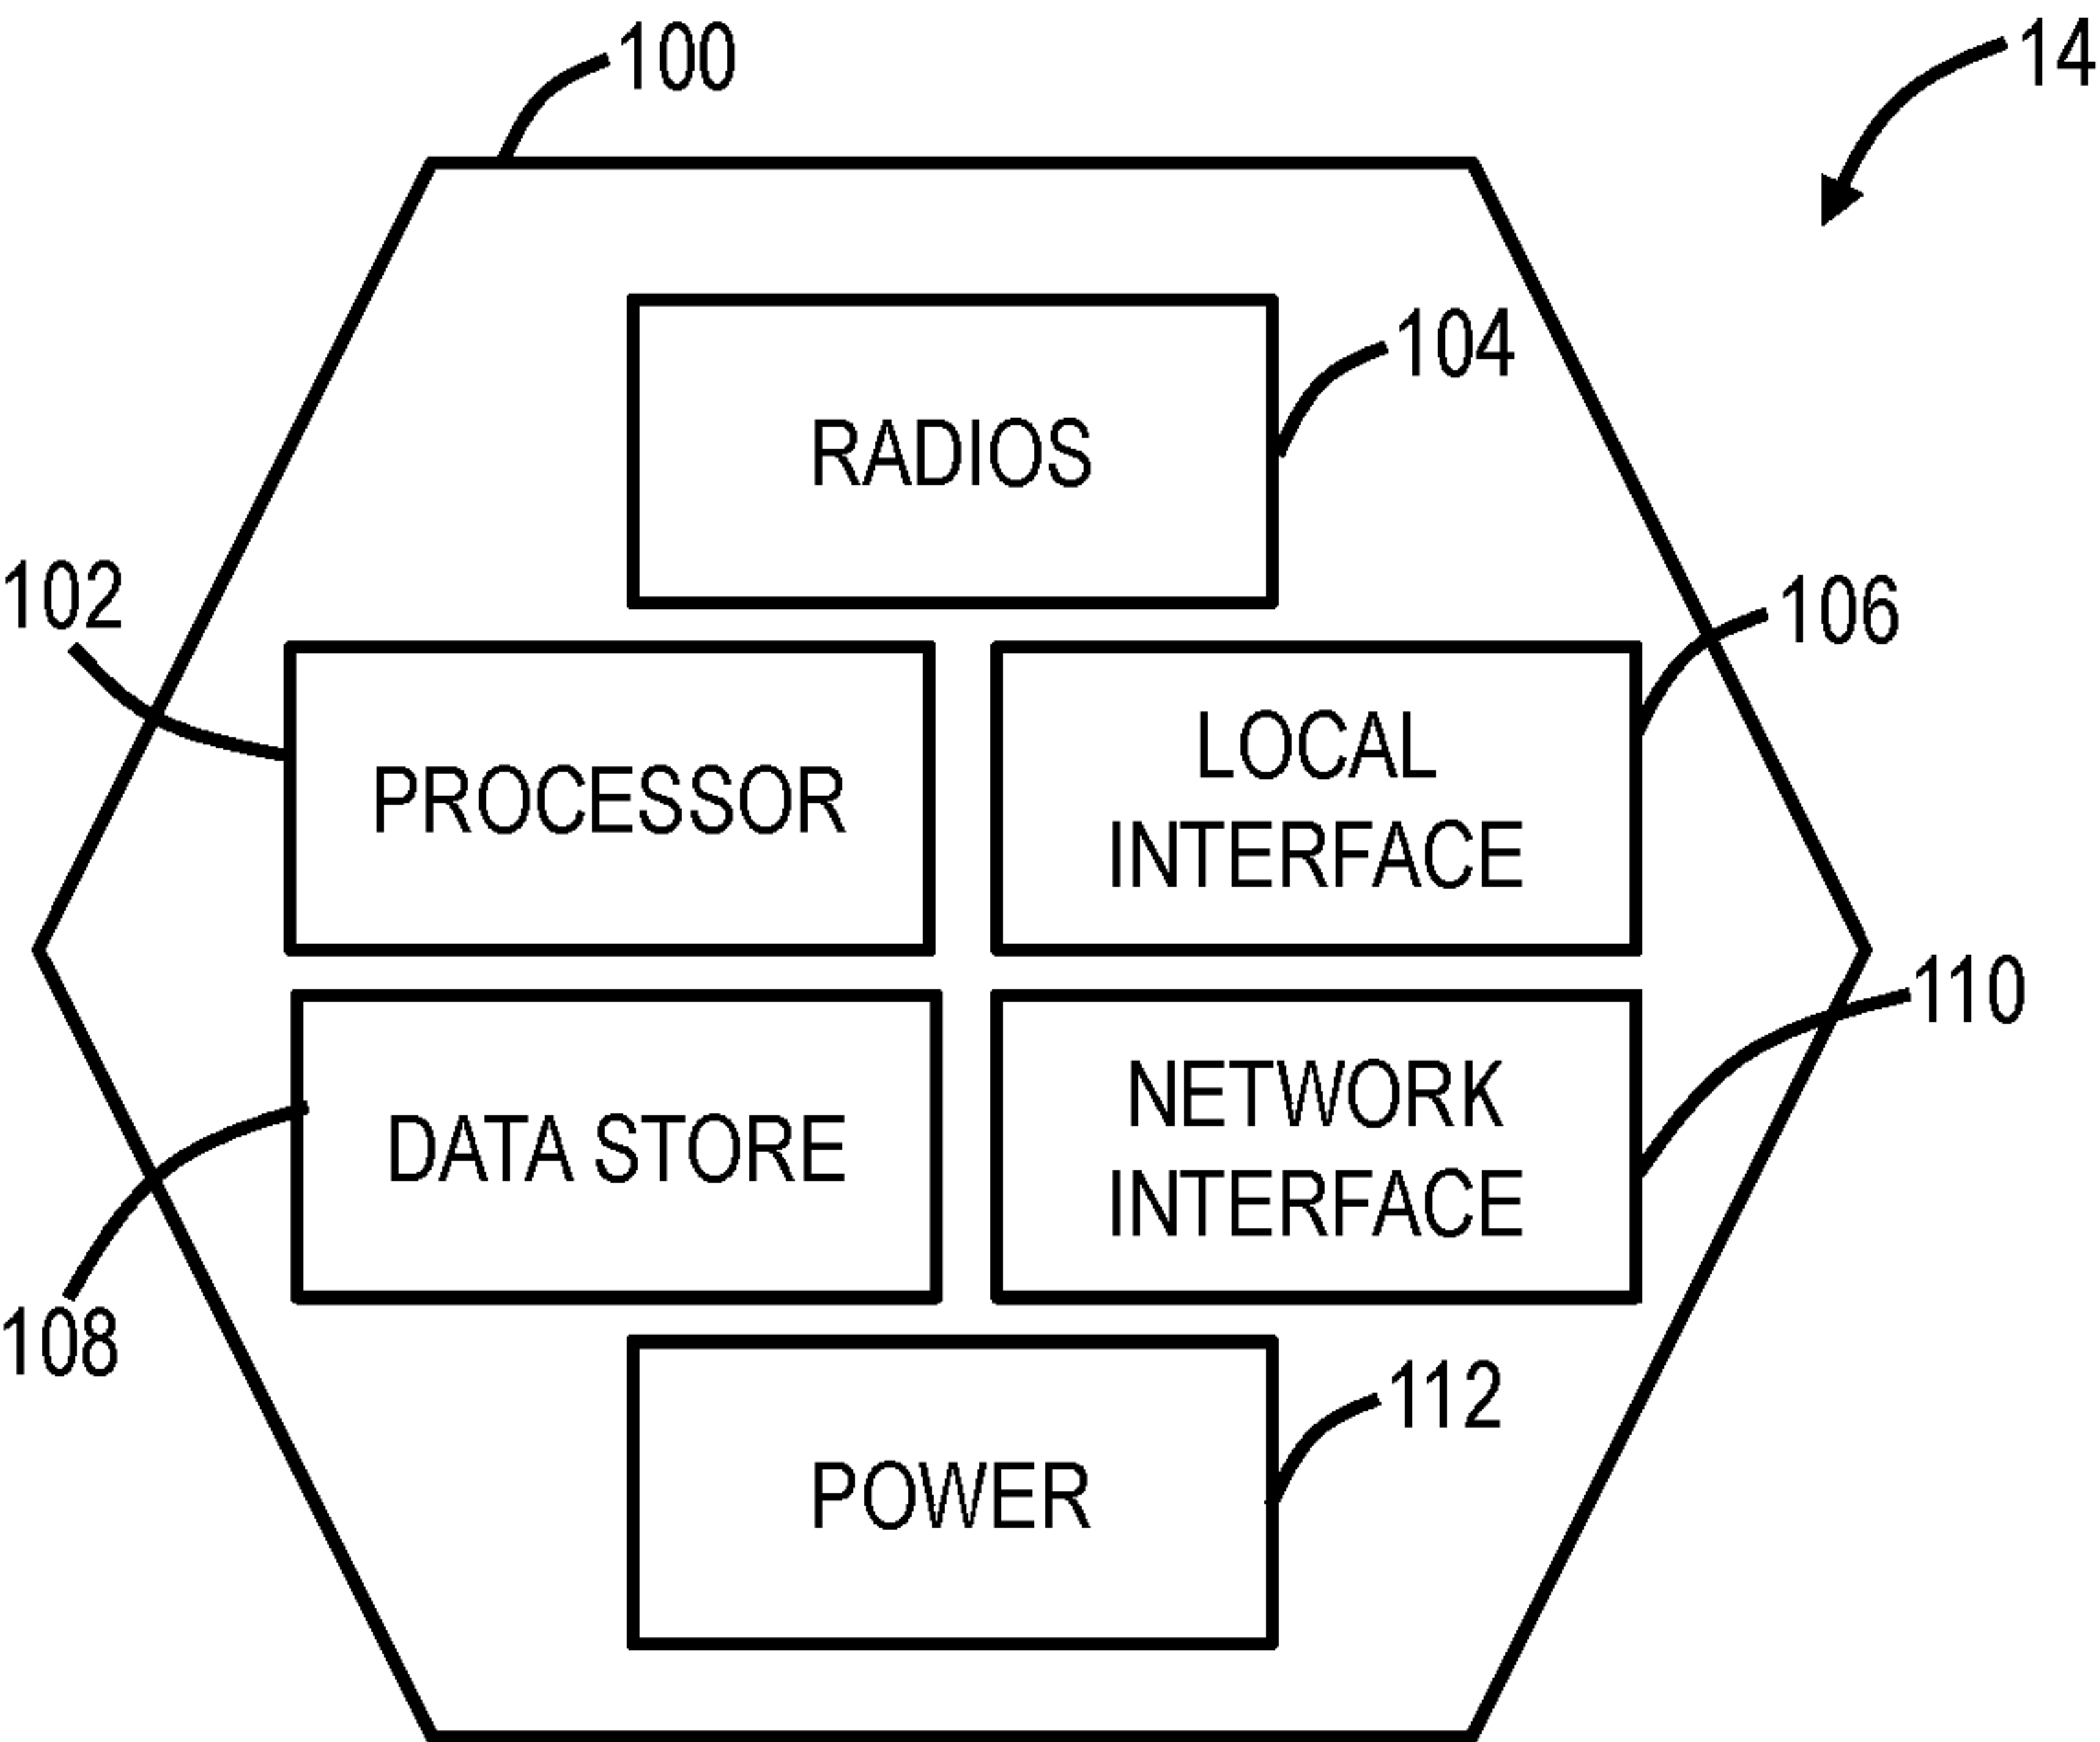 100
14
104
RADIOS
102
106
PROCESSOR
LOCAL
INTERFACE
110
DATA STORE
NETWORK
INTERFACE
108
112
POWER